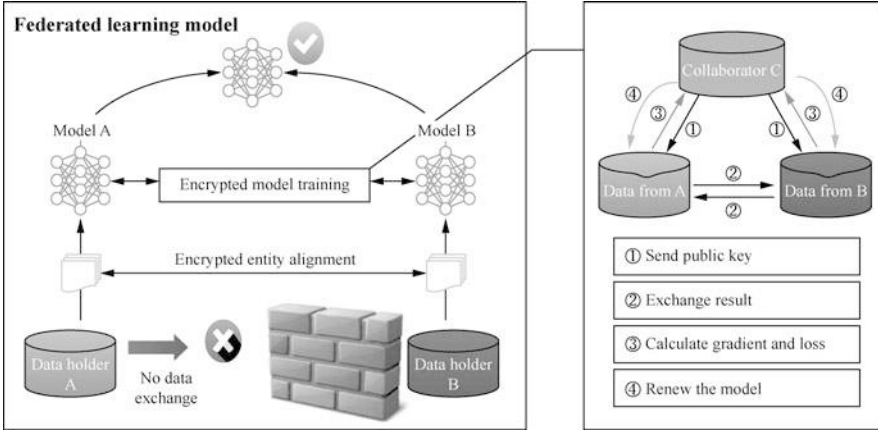 Federated learning model
Model A
Model B
Encrypted model training
Encrypted entity alignment
Data holder
A
No data
exchange
Data holder
B
Collaborator C
④
③
①
①
③
④
Data from A
②
②
Data from B
① Send public key
② Exchange result
③ Calculate gradient and loss
④ Renew the model